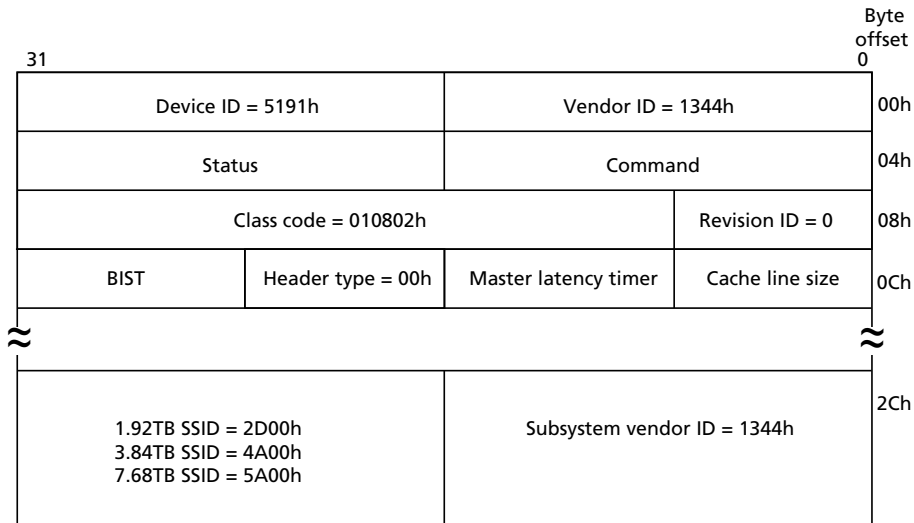 Byte
offset
31 0
Device ID = 5191h Vendor ID = 1344h 00h
Status Command 04h
Class code = 010802h Revision ID = 0 08h
BIST Header type = 00h Master latency timer Cache line size 0Ch
≈ ≈
2Ch
1.92TB SSID = 2D00h Subsystem vendor ID = 1344h
3.84TB SSID = 4A00h
7.68TB SSID = 5A00h